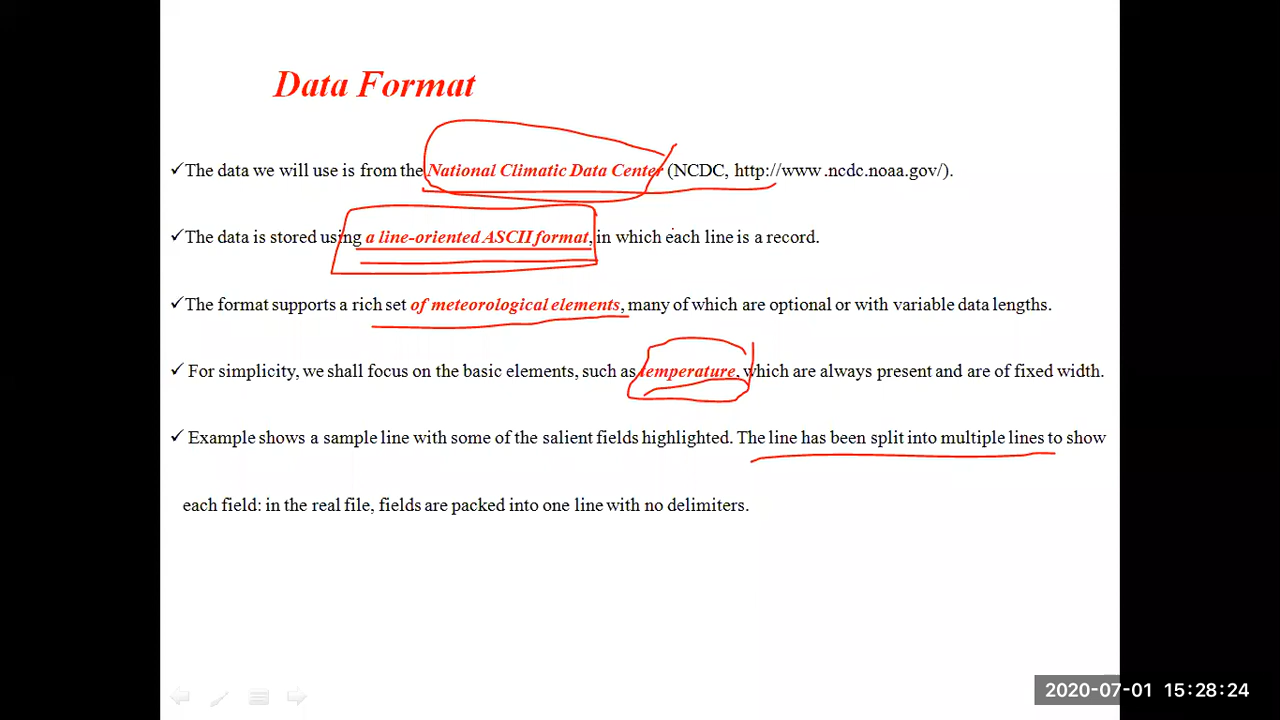 Data Format
✓The data we will use is from the National Climatic Data Center (NCDC, http://www .ncdc.noaa.gov/).
✓The data is stored using a line-oriented ASCII format, in which each line is a record.
✓The format supports a rich set of meteorological elements, many of which are optional or with variable data lengths.
✓ For simplicity, we shall focus on the basic elements, such as temperature, which are always present and are of fixed width.
✓ Example shows a sample line with some of the salient fields highlighted. The line has been split into multiple lines to show
each field: in the real file, fields are packed into one line with no delimiters.
2020-07-01 15:28:24